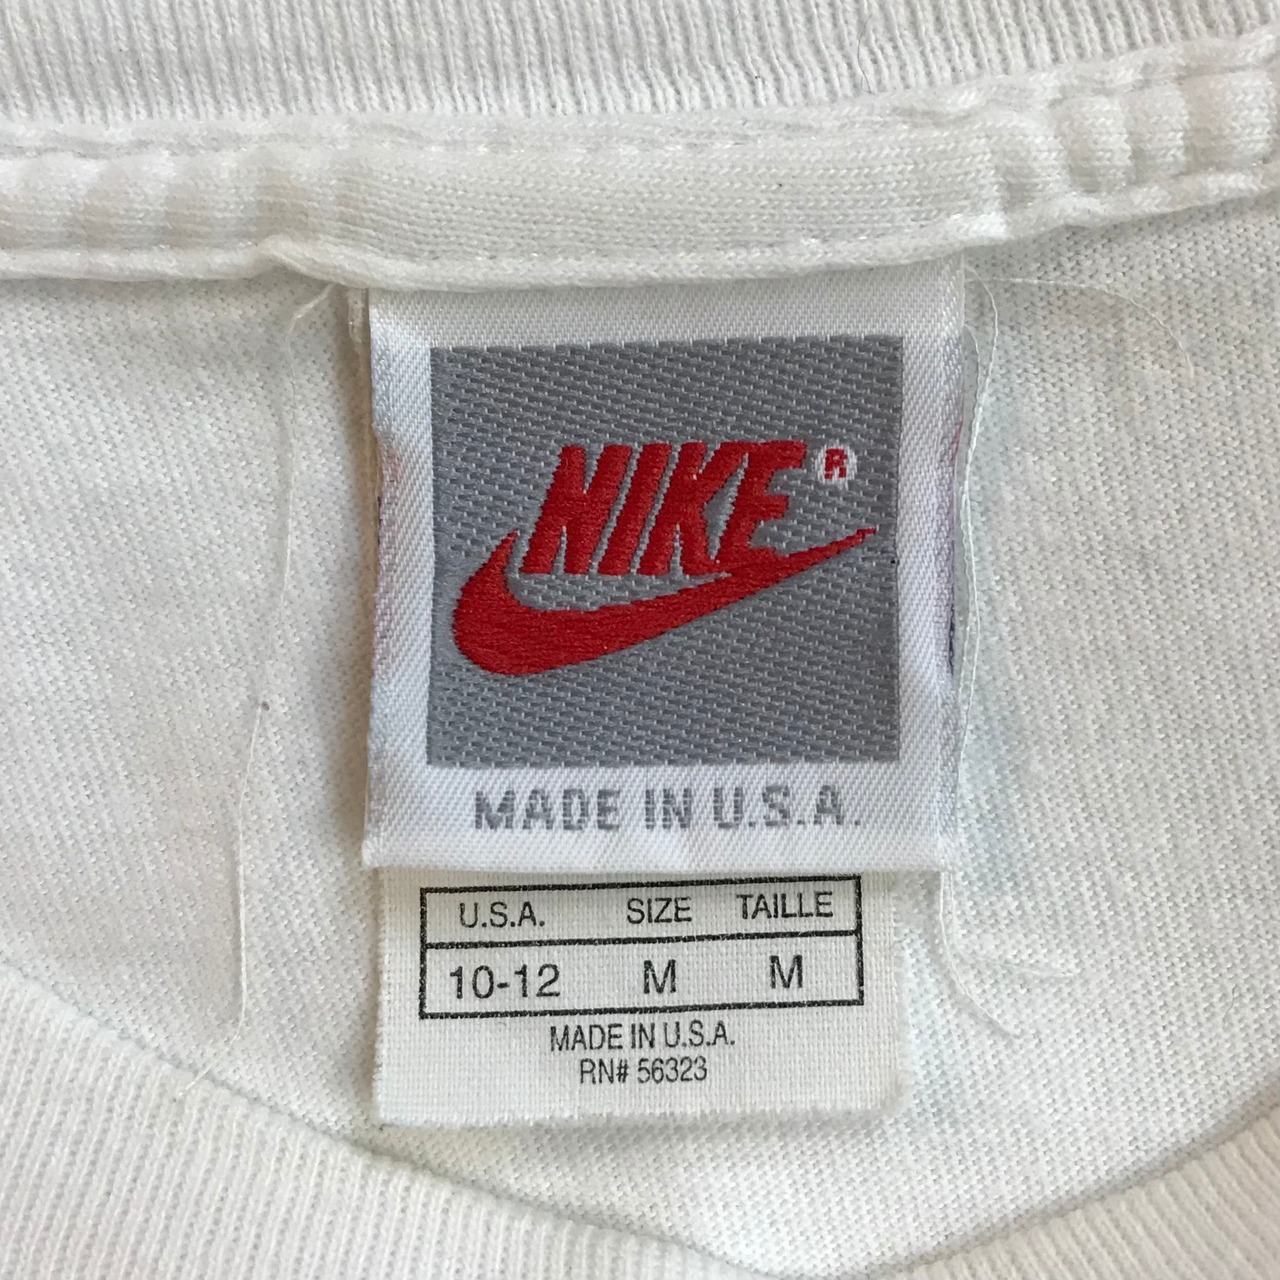 NIKE®
MADE IN U.S.A.
U.S.A. SIZE TAILLE
10-12 M M
MADE IN U.S.A.
RN# 56323